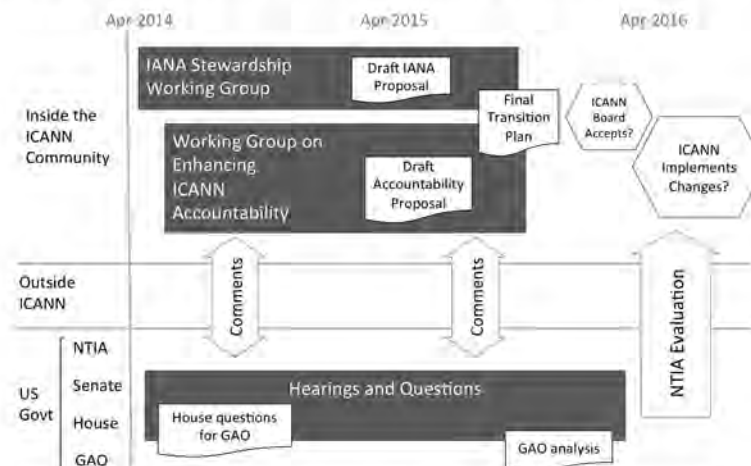 Apr 2014
Apr 2015
Apr 2016
Inside the
ICANN
Community
IANA Stewardship
Working Group
Draft IANA
Proposal
Final
Transition
Plan
ICANN
Board
Accepts?
ICANN
Implements
Changes?
Working Group on
Enhancing
ICANN
Accountability
Draft
Accountability
Proposal
Outside
ICANN
Comments
Comments
NTIA Evaluation
US
Govt
NTIA
Senate
House
GAO
Hearings and Questions
House questions
for GAO
GAO analysis